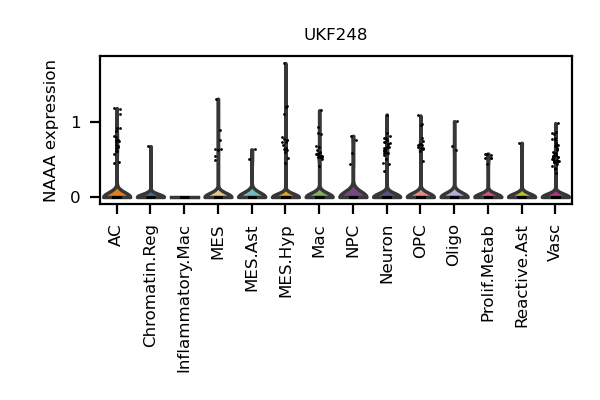 UKF248
NAAA expression
1
0
AC
Chromatin.Reg
Inflammatory.Mac
MES
MES.Ast
MES.Hyp
Mac
NPC
Neuron
OPC
Oligo
Prolif.Metab
Reactive.Ast
Vasc